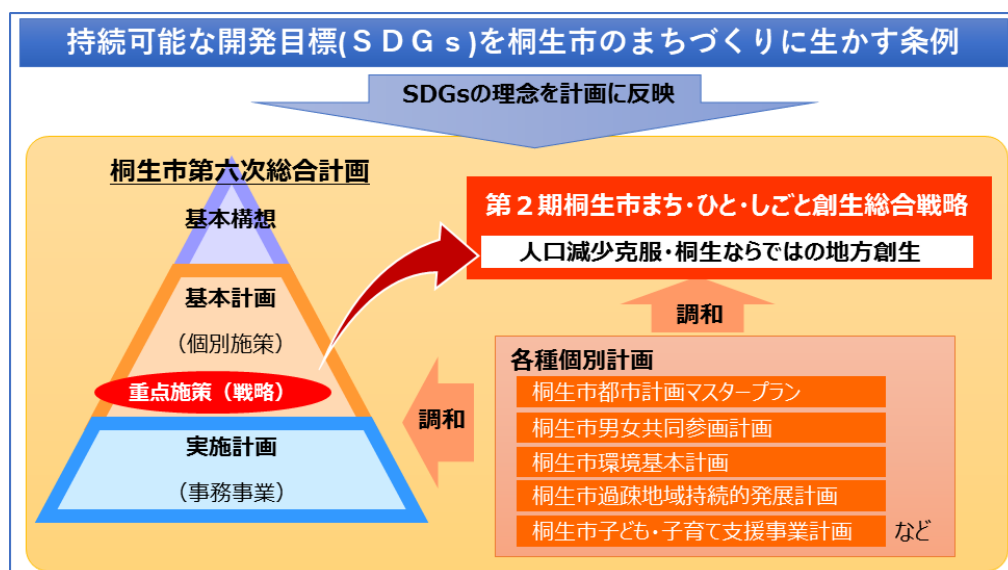 持続可能な開発目標(ＳＤＧｓ)を桐生市のまちづくりに生かす条例
SDGsの理念を計画に反映
桐生市第六次総合計画
基本構想
基本計画
（個別施策）
重点施策（戦略）
実施計画
（事務事業）
第２期桐生市まち・ひと・しごと創生総合戦略
人口減少克服・桐生ならではの地方創生
調和
調和
各種個別計画
桐生市都市計画マスタープラン
桐生市男女共同参画計画
桐生市環境基本計画
桐生市過疎地域持続的発展計画
桐生市子ども・子育て支援事業計画 など